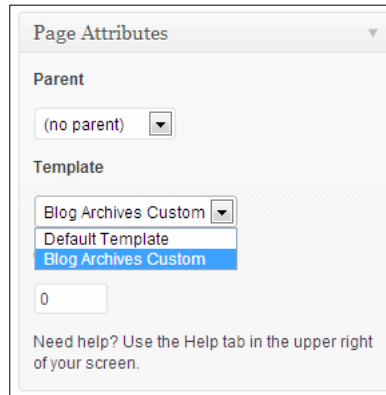 Page Attributes
Parent
(no parent)
Template
Blog Archives Custom
Default Template
Blog Archives Custom
0
Need help? Use the Help tab in the upper right
of your screen.